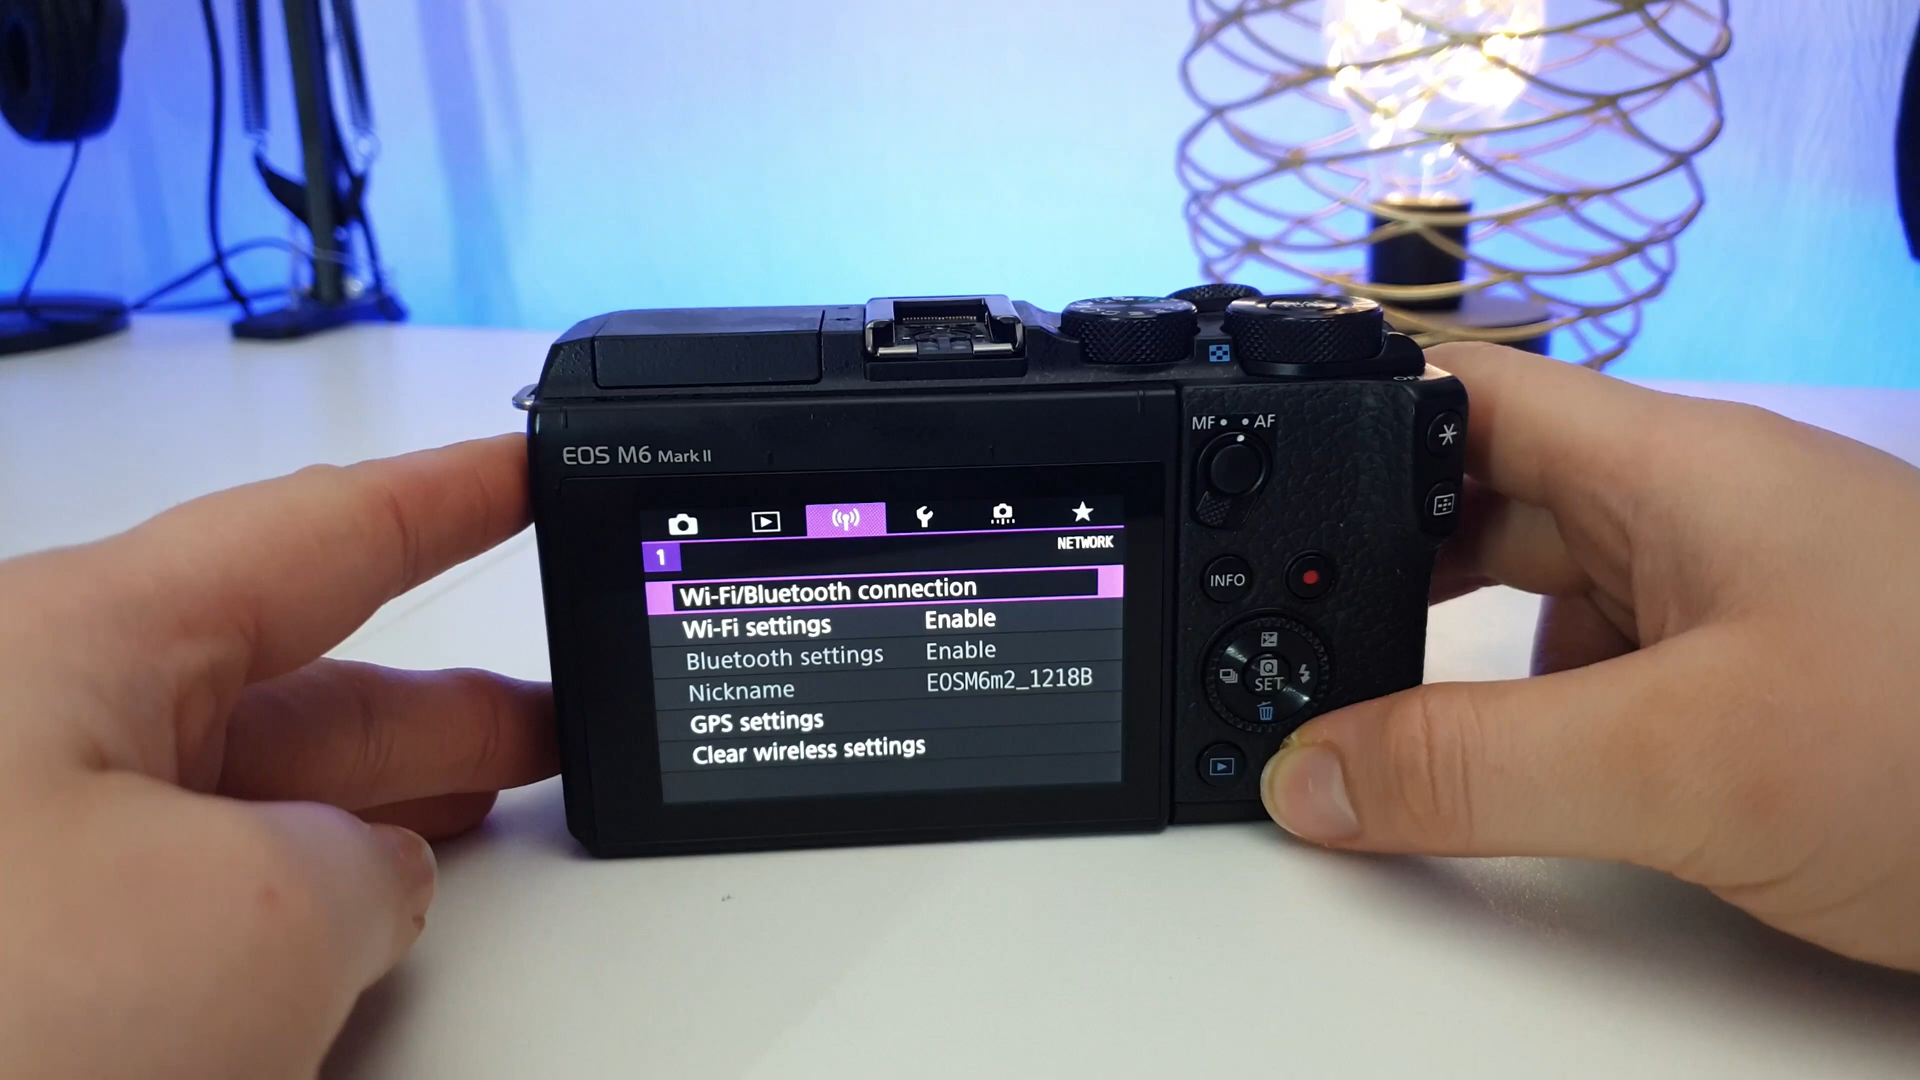 EOS M6 Mark II
MF AF
NETWORK
1
Wi-Fi/Bluetooth connection
Wi-Fi settings Enable
Bluetooth settings Enable
Nickname EOSM6m2_1218B
GPS settings
Clear wireless settings
INFO
Q
SET